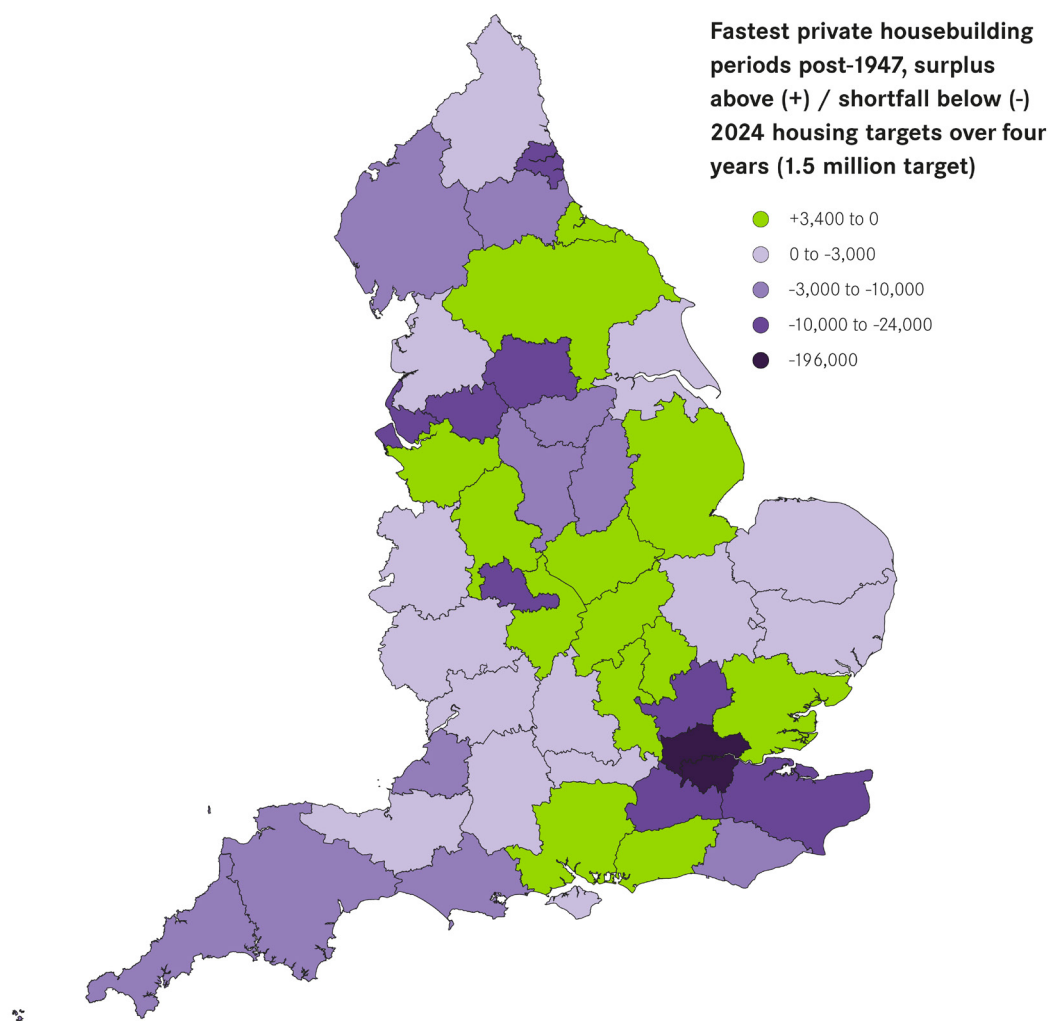 Fastest private housebuilding
periods post-1947, surplus
above (+) / shortfall below (-)
2024 housing targets over four
years (1.5 million target)
+3,400 to 0
0 to -3,000
-3,000 to -10,000
-10,000 to -24,000
-196,000